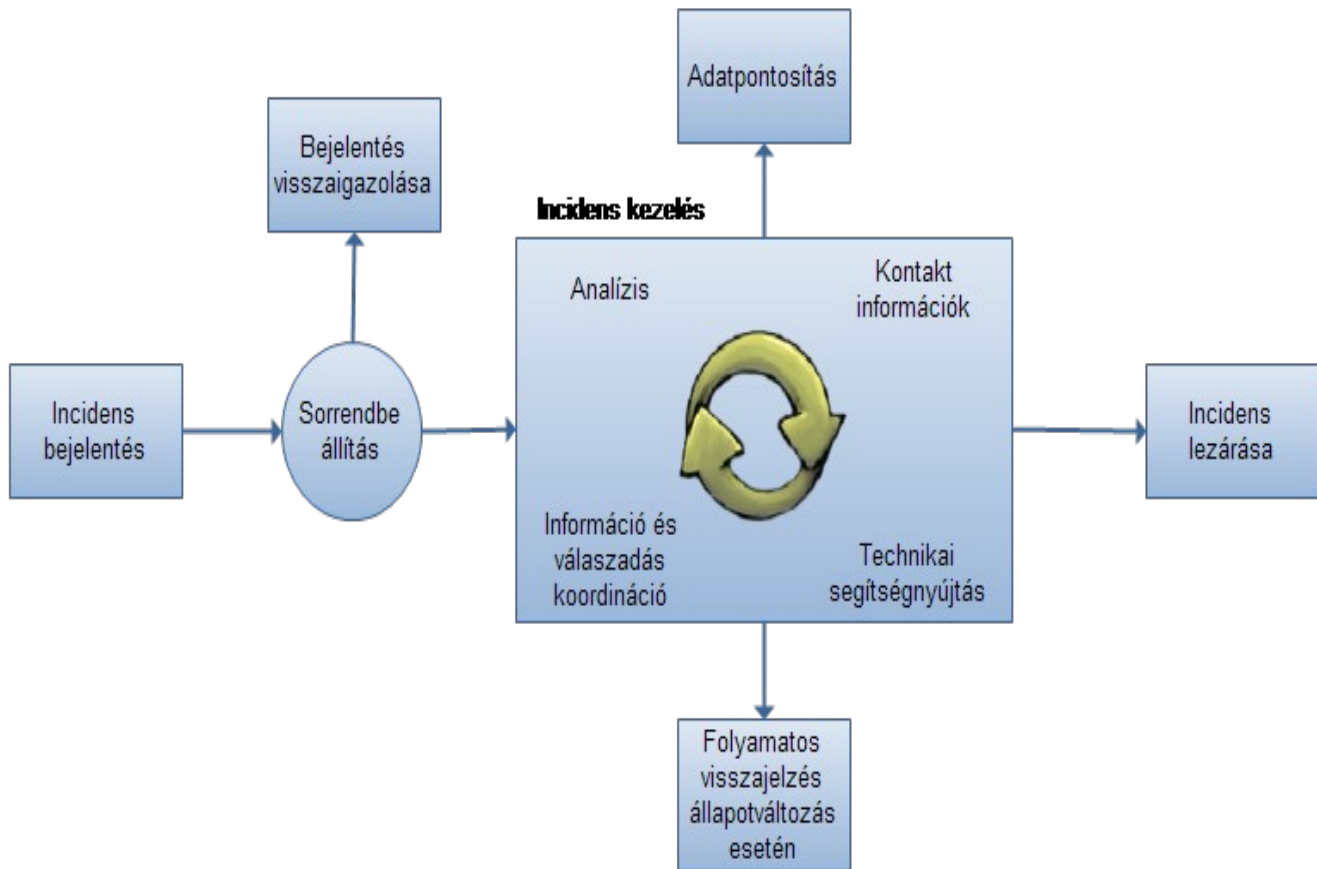 Adatpontosítás
Bejelentés
visszaigazolása
Incidens kezelés
Analízis
Kontakt
információk
Incidens
bejelentés
Sorrendbe
állítás
Incidens
lezárása
Információ és
válaszadás
koordináció
Technikai
segítségnyújtás
Folyamatos
visszajelzés
állapotváltozás
esetén